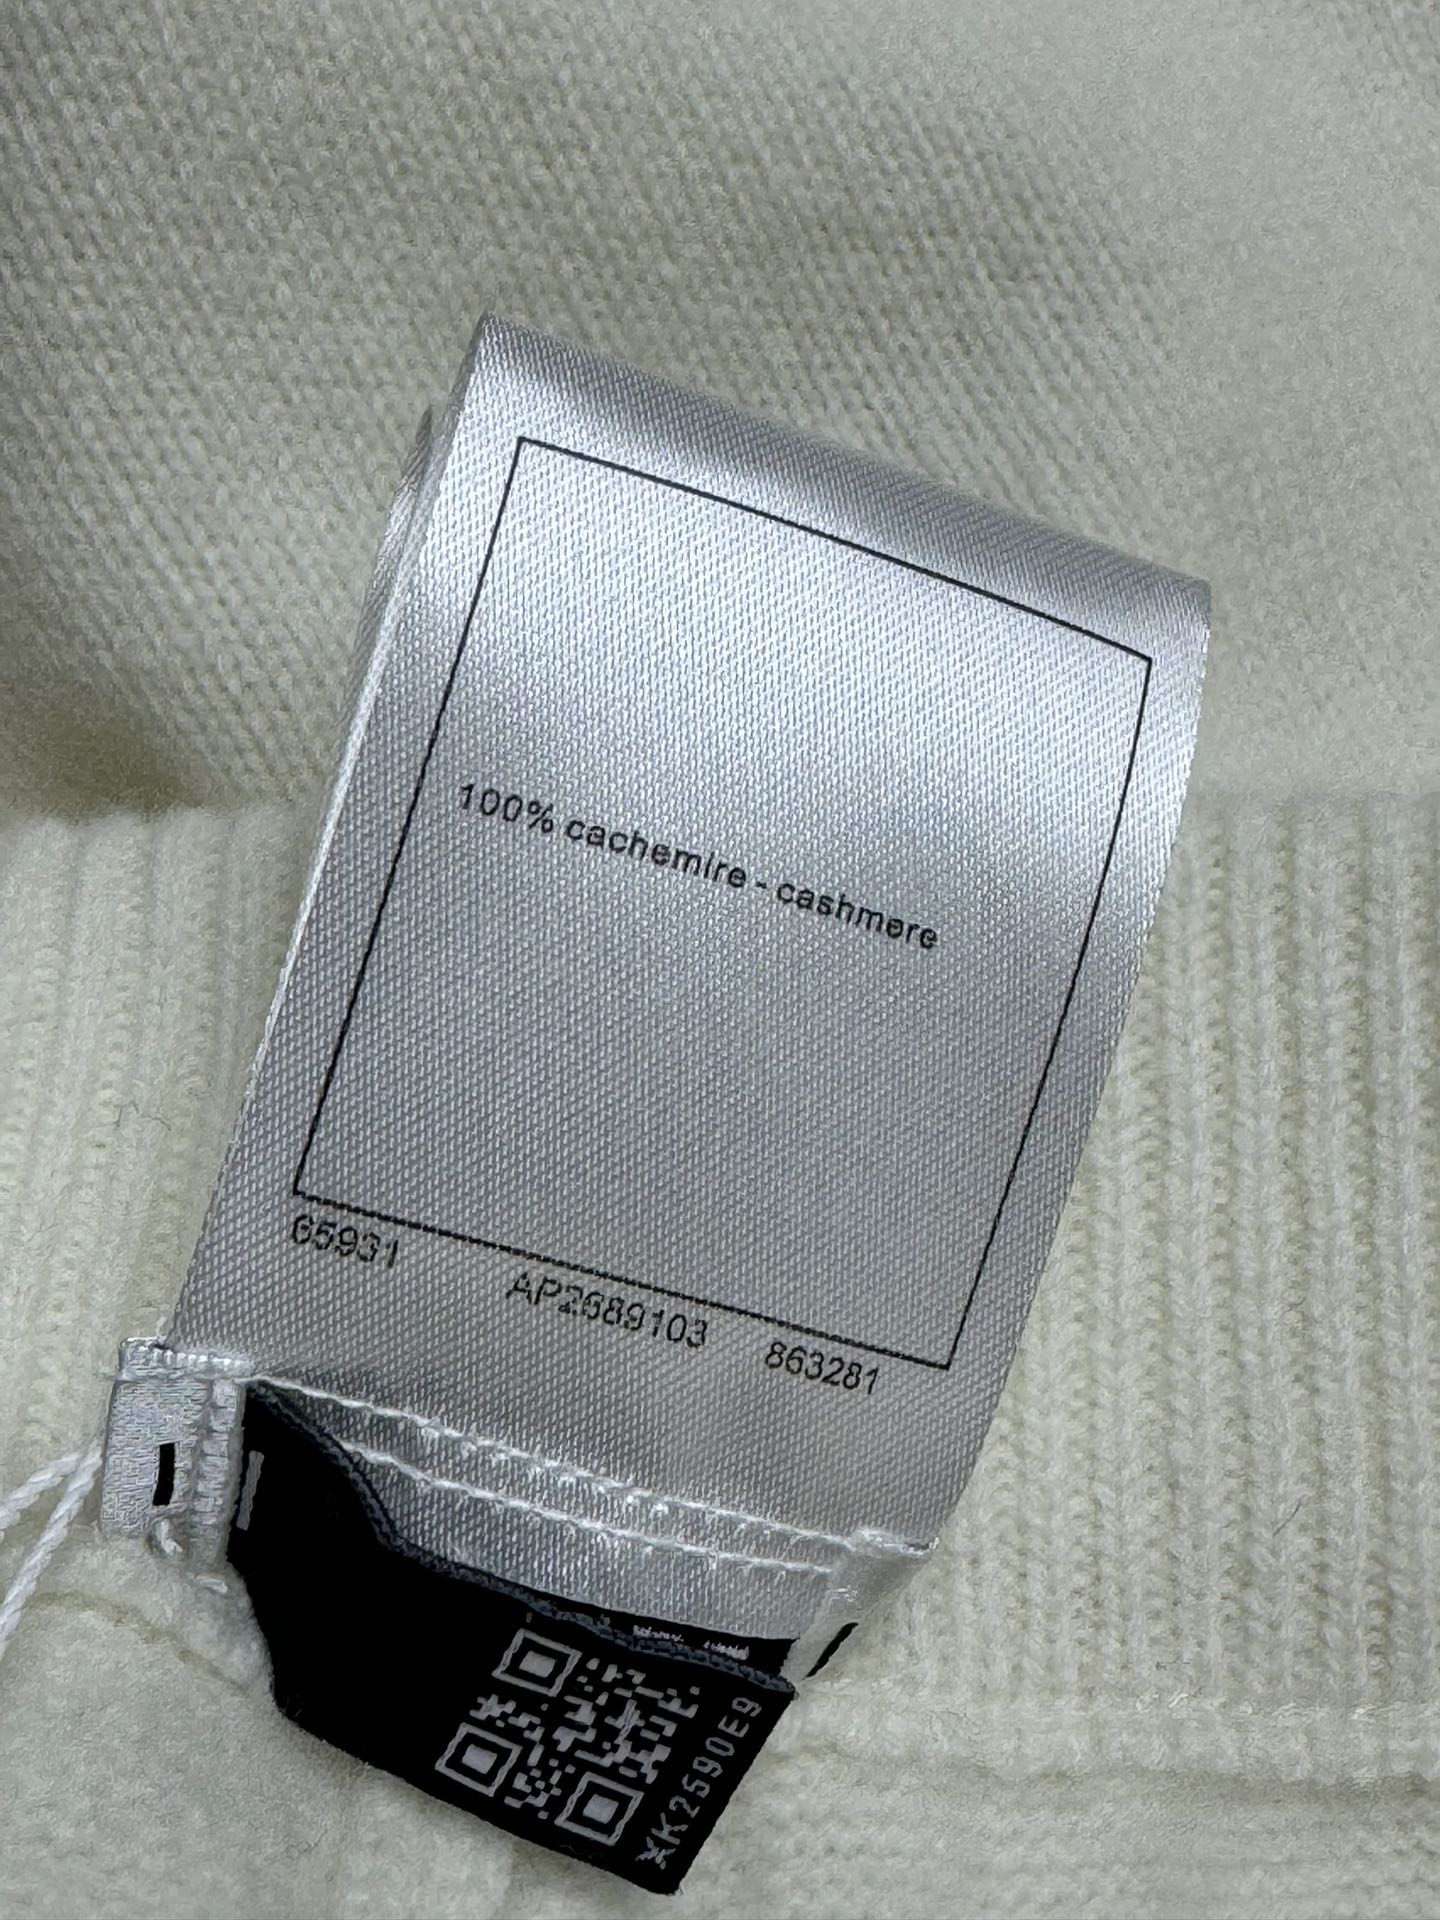 100% cachemire - cashmere
65931 AP2689103 863281
XK2590E9